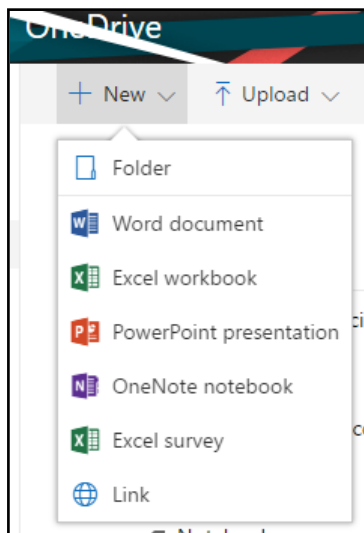 OneDrive
New Upload
Folder
Word document
Excel workbook
PowerPoint presentation
OneNote notebook
Excel survey
Link